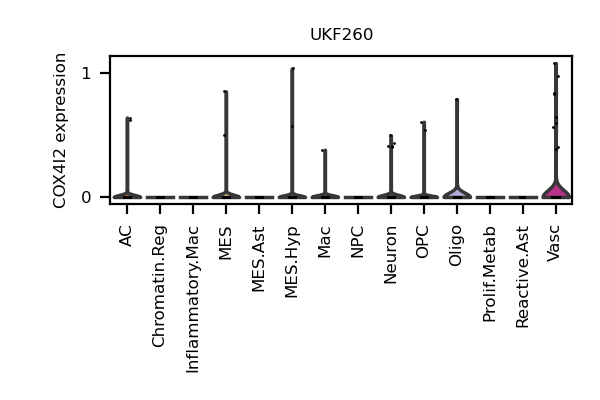 UKF260
COX4I2 expression
1
0
AC
Chromatin.Reg
Inflammatory.Mac
MES
MES.Ast
MES.Hyp
Mac
NPC
Neuron
OPC
Oligo
Prolif.Metab
Reactive.Ast
Vasc